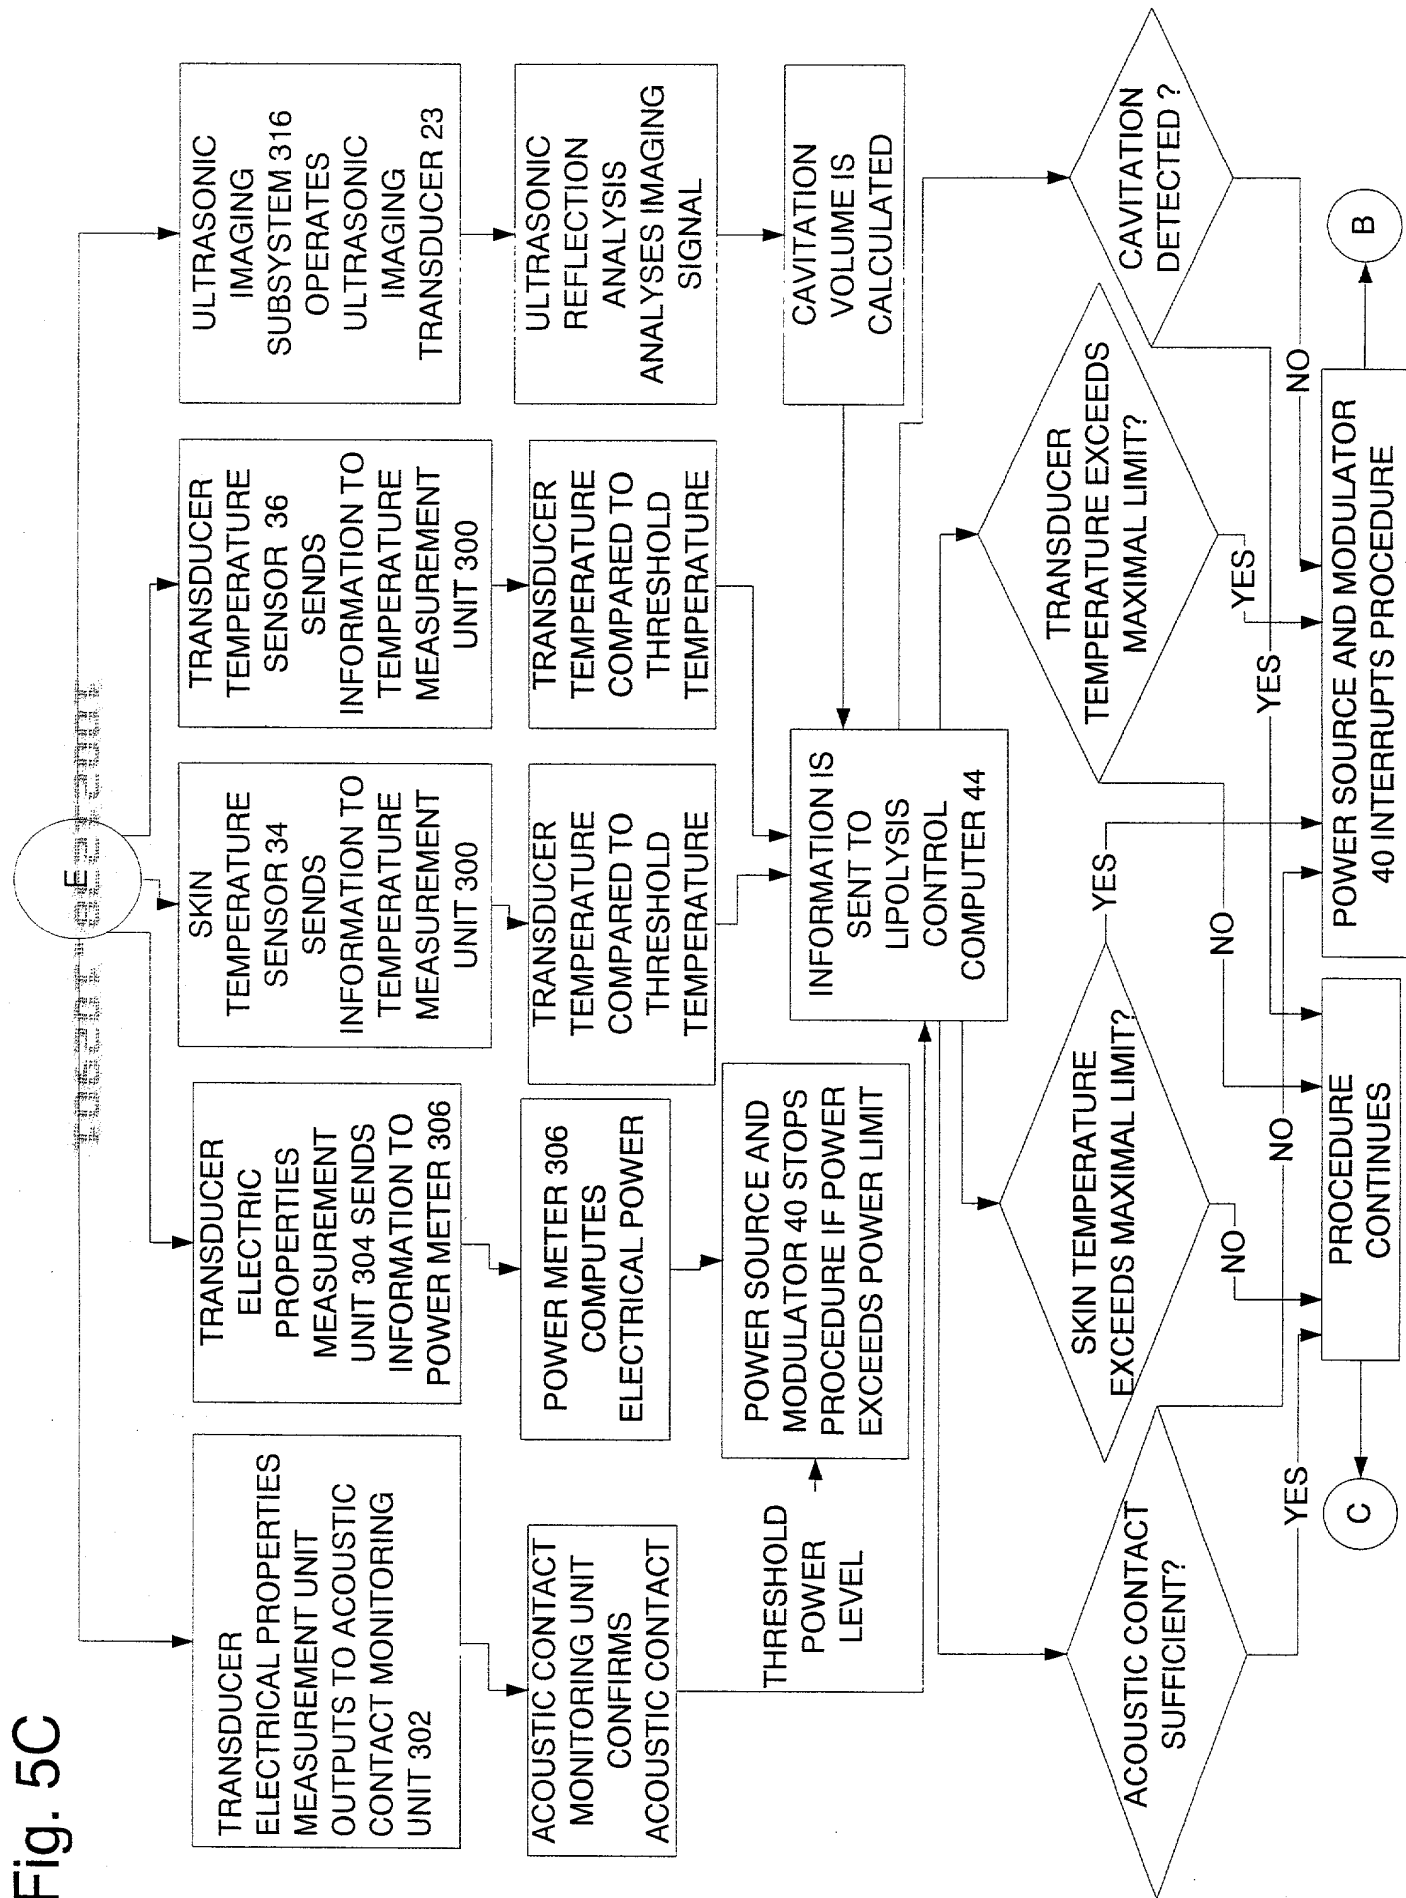 Fig. 5C
E
TRANSDUCER
ELECTRICAL PROPERTIES
MEASUREMENT UNIT
OUTPUTS TO ACOUSTIC
CONTACT MONITORING
UNIT 302
TRANSDUCER
ELECTRIC
PROPERTIES
MEASUREMENT
UNIT 304 SENDS
INFORMATION TO
POWER METER 306
SKIN
TEMPERATURE
SENSOR 34
SENDS
INFORMATION TO
TEMPERATURE
MEASUREMENT
UNIT 300
TRANSDUCER
TEMPERATURE
SENSOR 36
SENDS
INFORMATION TO
TEMPERATURE
MEASUREMENT
UNIT 300
ULTRASONIC
IMAGING
SUBSYSTEM 316
OPERATES
ULTRASONIC
IMAGING
TRANSDUCER 23
ACOUSTIC CONTACT
MONITORING UNIT
CONFIRMS
ACOUSTIC CONTACT
POWER METER 306
COMPUTES
ELECTRICAL POWER
TRANSDUCER
TEMPERATURE
COMPARED TO
THRESHOLD
TEMPERATURE
TRANSDUCER
TEMPERATURE
COMPARED TO
THRESHOLD
TEMPERATURE
ULTRASONIC
REFLECTION
ANALYSIS
ANALYSES IMAGING
SIGNAL
THRESHOLD
POWER
LEVEL
POWER SOURCE AND
MODULATOR 40 STOPS
PROCEDURE IF POWER
EXCEEDS POWER LIMIT
INFORMATION IS
SENT TO
LIPOLYSIS
CONTROL
COMPUTER 44
CAVITATION
VOLUME IS
CALCULATED
ACOUSTIC CONTACT
SUFFICIENT?
SKIN TEMPERATURE
EXCEEDS MAXIMAL LIMIT?
TRANSDUCER
TEMPERATURE EXCEEDS
MAXIMAL LIMIT?
CAVITATION
DETECTED ?
YES
NO
NO
YES
NO
YES
YES
NO
C
PROCEDURE
CONTINUES
POWER SOURCE AND MODULATOR
40 INTERRUPTS PROCEDURE
B